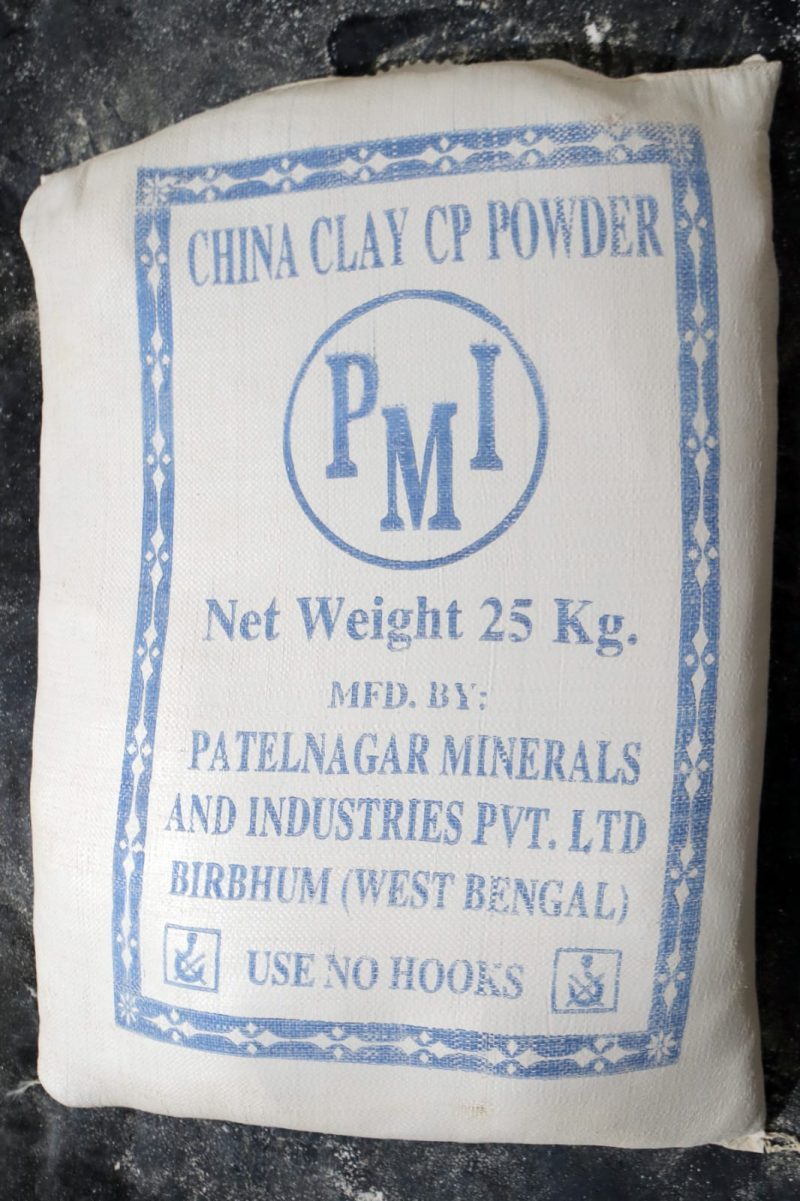 CHINA CLAY CP POWDER
PMI
Net Weight 25 Kg.
MFD. BY:
PATELNAGAR MINERALS
AND INDUSTRIES PVT. LTD
BIRBHUM (WEST BENGAL)
USE NO HOOKS